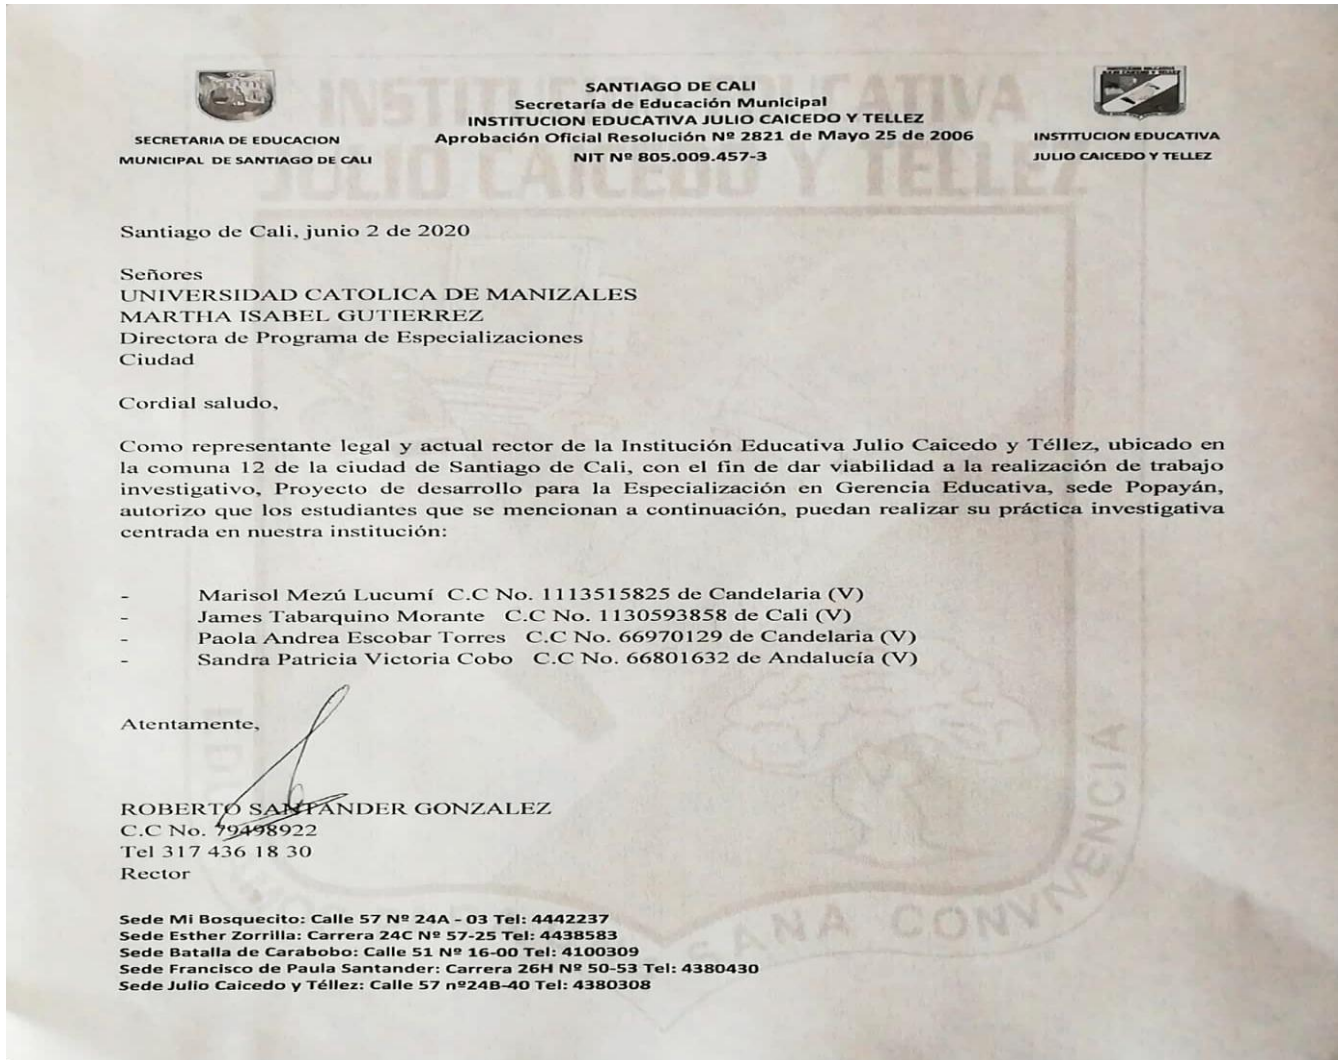 SANTIAGO DE CALI
Secretaría de Educación Municipal
INSTITUCION EDUCATIVA JULIO CAICEDO Y TELLEZ
Aprobación Oficial Resolución Nº 2821 de Mayo 25 de 2006
NIT Nº 805.009.457-3
SECRETARIA DE EDUCACION
MUNICIPAL DE SANTIAGO DE CALI
INSTITUCION EDUCATIVA
JULIO CAICEDO Y TELLEZ
INSTITUCION EDUCATIVA
JULIO CAICEDO Y TELLEZ
Santiago de Cali, junio 2 de 2020
Señores
UNIVERSIDAD CATOLICA DE MANIZALES
MARTHA ISABEL GUTIERREZ
Directora de Programa de Especializaciones
Ciudad
Cordial saludo,
Como representante legal y actual rector de la Institución Educativa Julio Caicedo y Téllez, ubicado en
la comuna 12 de la ciudad de Santiago de Cali, con el fin de dar viabilidad a la realización de trabajo
investigativo, Proyecto de desarrollo para la Especialización en Gerencia Educativa, sede Popayán,
autorizo que los estudiantes que se mencionan a continuación, puedan realizar su práctica investigativa
centrada en nuestra institución:
- Marisol Mezú Lucumí C.C No. 1113515825 de Candelaria (V)
- James Tabarquino Morante C.C No. 1130593858 de Cali (V)
- Paola Andrea Escobar Torres C.C No. 66970129 de Candelaria (V)
- Sandra Patricia Victoria Cobo C.C No. 66801632 de Andalucía (V)
Atentamente,
ROBERTO SANTANDER GONZALEZ
C.C No. 79498922
Tel 317 436 18 30
Rector
SANA CONVIVENCIA
Sede Mi Bosquecito: Calle 57 Nº 24A - 03 Tel: 4442237
Sede Esther Zorrilla: Carrera 24C Nº 57-25 Tel: 4438583
Sede Batalla de Carabobo: Calle 51 Nº 16-00 Tel: 4100309
Sede Francisco de Paula Santander: Carrera 26H Nº 50-53 Tel: 4380430
Sede Julio Caicedo y Téllez: Calle 57 nº24B-40 Tel: 4380308